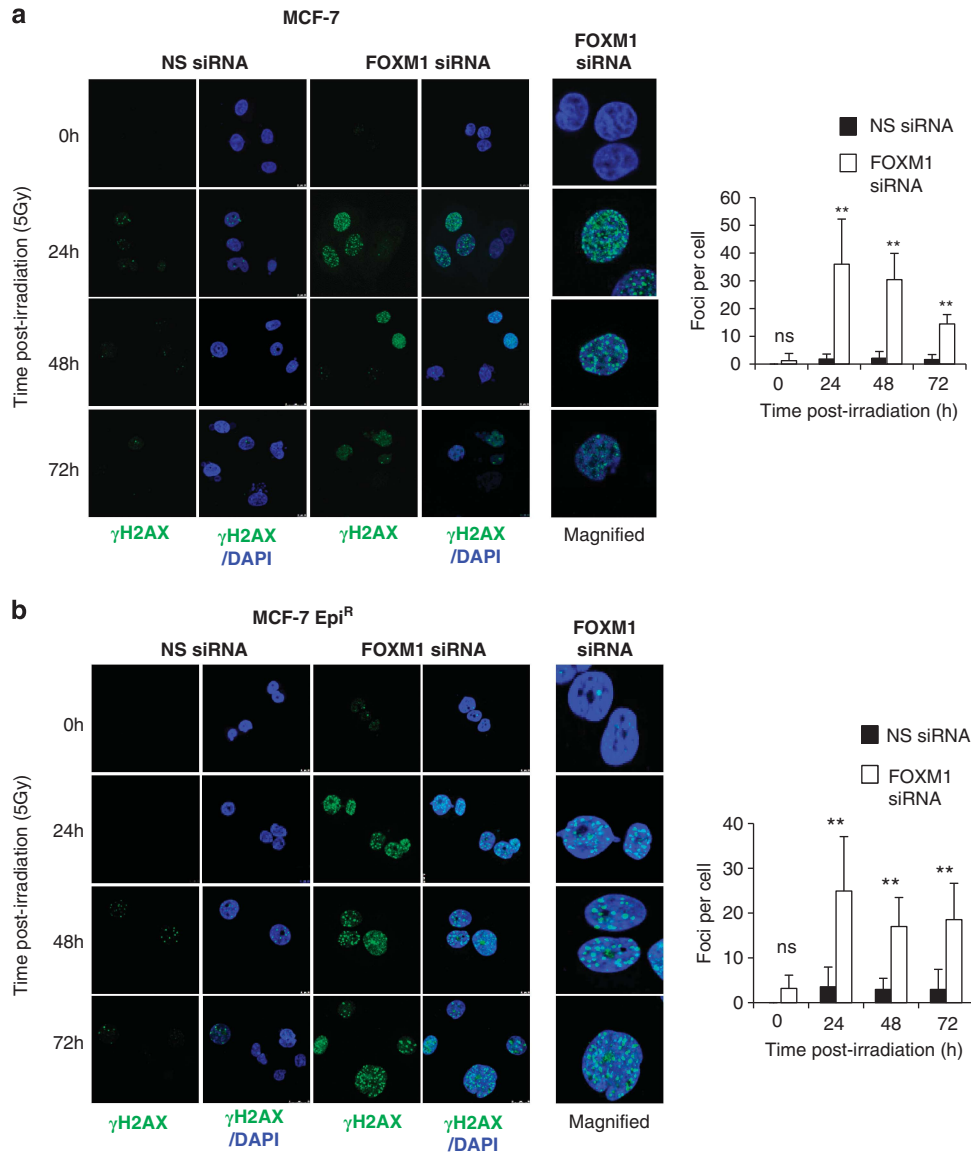 a
MCF-7
NS siRNA
FOXM1 siRNA
FOXM1
siRNA
Time post-irradiation (5Gy)
0h
24h
48h
72h
γH2AX
γH2AX
/DAPI
γH2AX
γH2AX
/DAPI
Magnified
NS siRNA
FOXM1
siRNA
Foci per cell
60
50
40
30
20
10
0
ns
**
**
**
0 24 48 72
Time post-irradiation (h)
b
MCF-7 Epiᴿ
NS siRNA
FOXM1 siRNA
FOXM1
siRNA
Time post-irradiation (5Gy)
0h
24h
48h
72h
γH2AX
γH2AX
/DAPI
γH2AX
γH2AX
/DAPI
Magnified
NS siRNA
FOXM1
siRNA
Foci per cell
40
30
20
10
0
ns
**
**
**
0 24 48 72
Time post-irradiation (h)